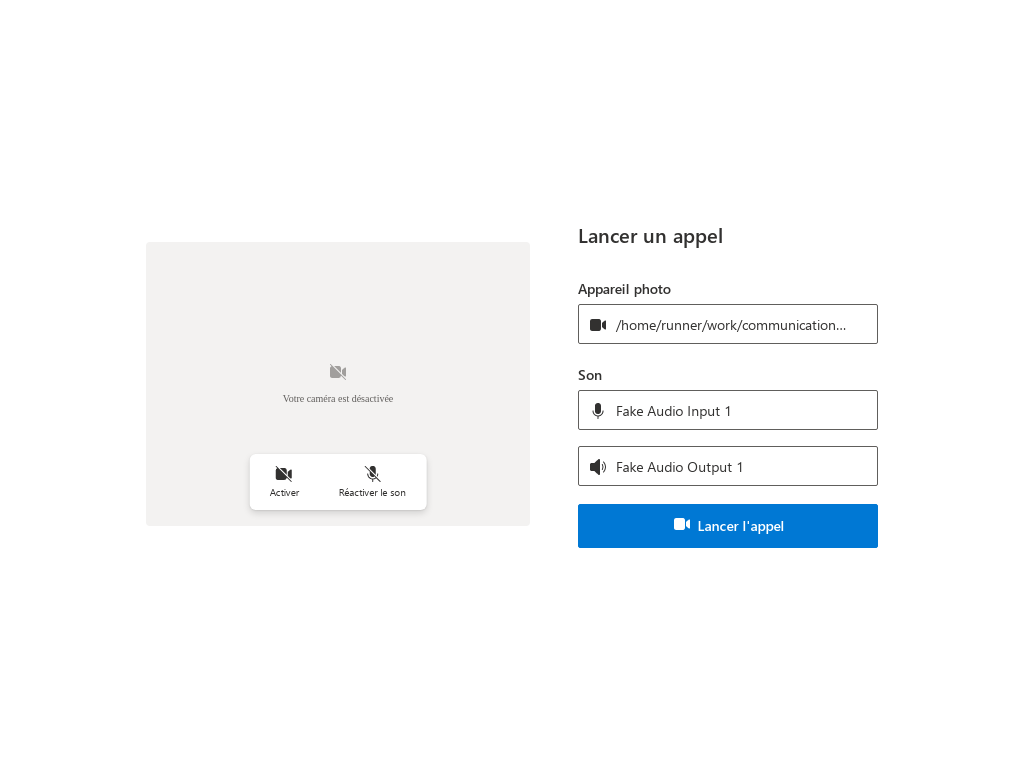 Lancer un appel
Appareil photo
/home/runner/work/communication...
Votre caméra est désactivée
Son
Fake Audio Input 1
Fake Audio Output 1
Activer
Réactiver le son
Lancer l'appel